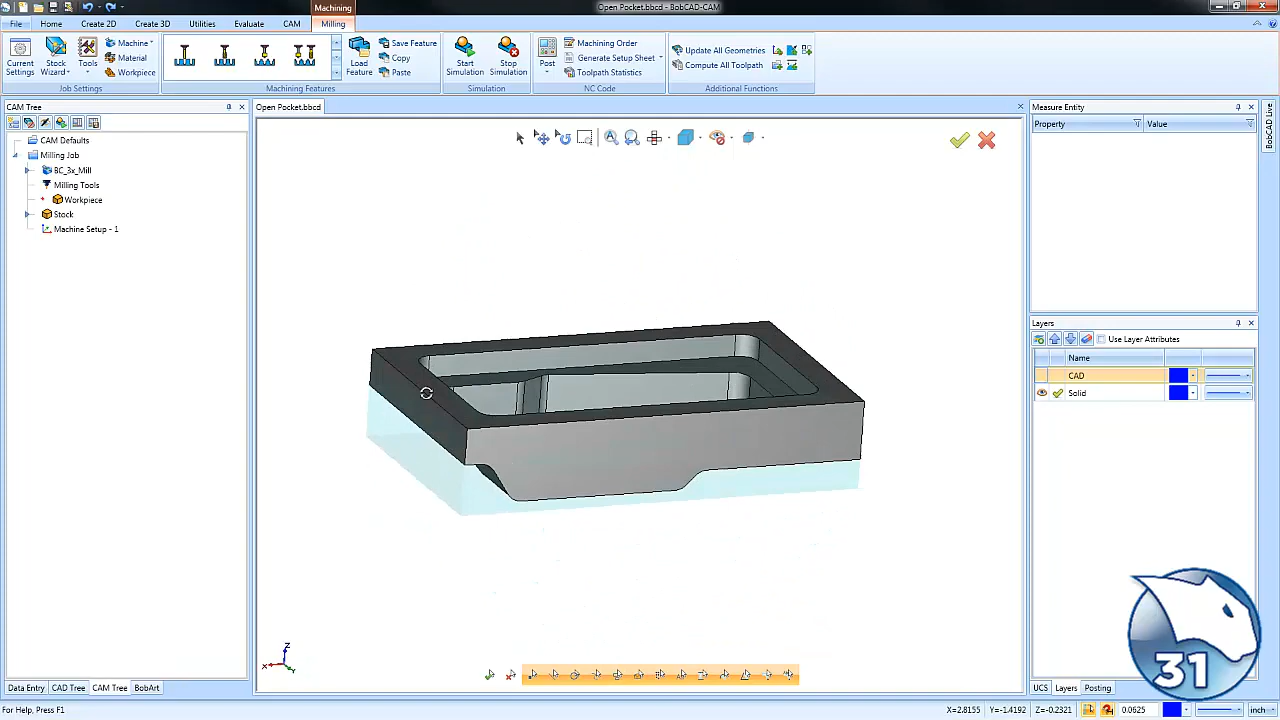 Machining
Open Pocket.bbcd - BobCAD-CAM
File Home Create 2D Create 3D Utilities Evaluate CAM Milling
Current Settings
Stock Wizard
Tools
Machine
Material
Workpiece
Job Settings
Load Feature
Save Feature
Copy
Paste
Machining Features
Start Simulation
Stop Simulation
Simulation
Post
Machining Order
Generate Setup Sheet
Toolpath Statistics
NC Code
Update All Geometries
Compute All Toolpath
Additional Functions
CAM Tree
CAM Defaults
Milling Job
BC_3x_Mill
Milling Tools
Workpiece
Stock
Machine Setup - 1
Data Entry CAD Tree CAM Tree BobArt
Open Pocket.bbcd
Z
X
Y
Measure Entity
Property Value
BobCAD Live
Layers
Use Layer Attributes
Name
CAD
Solid
31
UCS Layers Posting
For Help, Press F1
X=2.8155 Y=-1.4192 Z=-0.2321 0.0625 inch